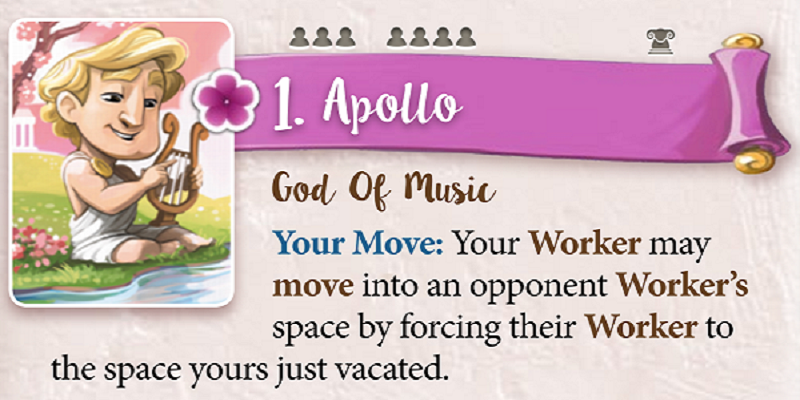 1. Apollo
God Of Music
Your Move: Your Worker may
move into an opponent Worker’s
space by forcing their Worker to
the space yours just vacated.